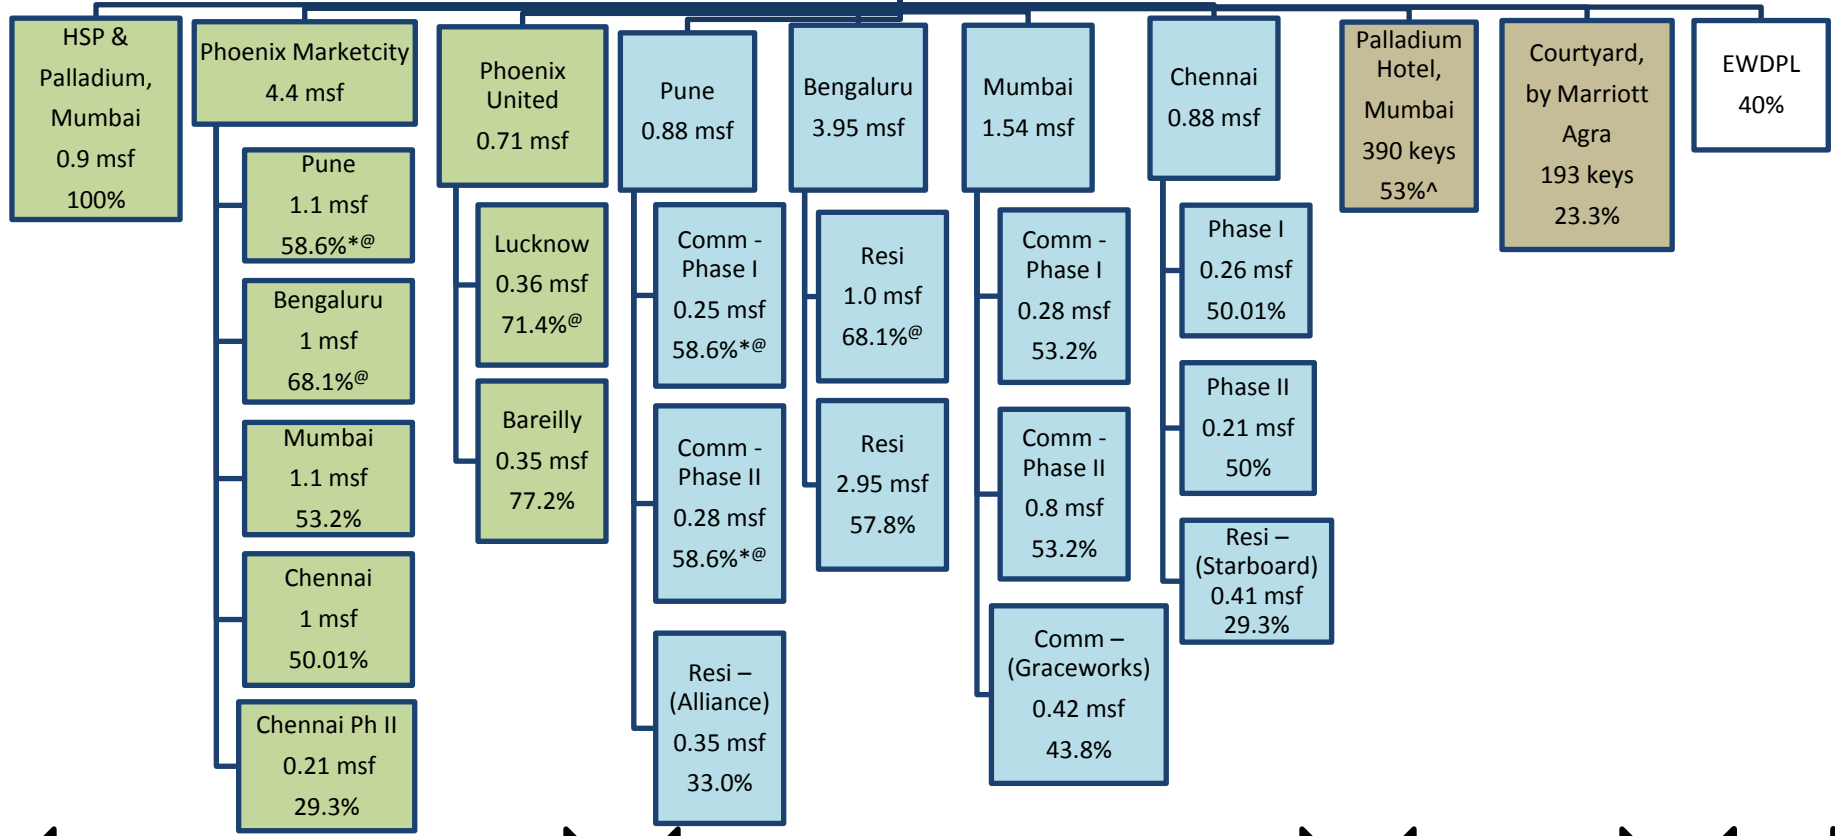 HSP &
Palladium,
Mumbai
0.9 msf
100%
Phoenix Marketcity
4.4 msf
Pune
1.1 msf
58.6%*@
Bengaluru
1 msf
68.1%@
Mumbai
1.1 msf
53.2%
Chennai
1 msf
50.01%
Chennai Ph II
0.21 msf
29.3%
Phoenix
United
0.71 msf
Lucknow
0.36 msf
71.4%@
Bareilly
0.35 msf
77.2%
Pune
0.88 msf
Comm -
Phase I
0.25 msf
58.6%*@
Comm -
Phase II
0.28 msf
58.6%*@
Resi –
(Alliance)
0.35 msf
33.0%
Bengaluru
3.95 msf
Resi
1.0 msf
68.1%@
Resi
2.95 msf
57.8%
Mumbai
1.54 msf
Comm -
Phase I
0.28 msf
53.2%
Comm -
Phase II
0.8 msf
53.2%
Comm –
(Graceworks)
0.42 msf
43.8%
Chennai
0.88 msf
Phase I
0.26 msf
50.01%
Phase II
0.21 msf
50%
Resi –
(Starboard)
0.41 msf
29.3%
Palladium
Hotel,
Mumbai
390 keys
53%^
Courtyard,
by Marriott
Agra
193 keys
23.3%
EWDPL
40%